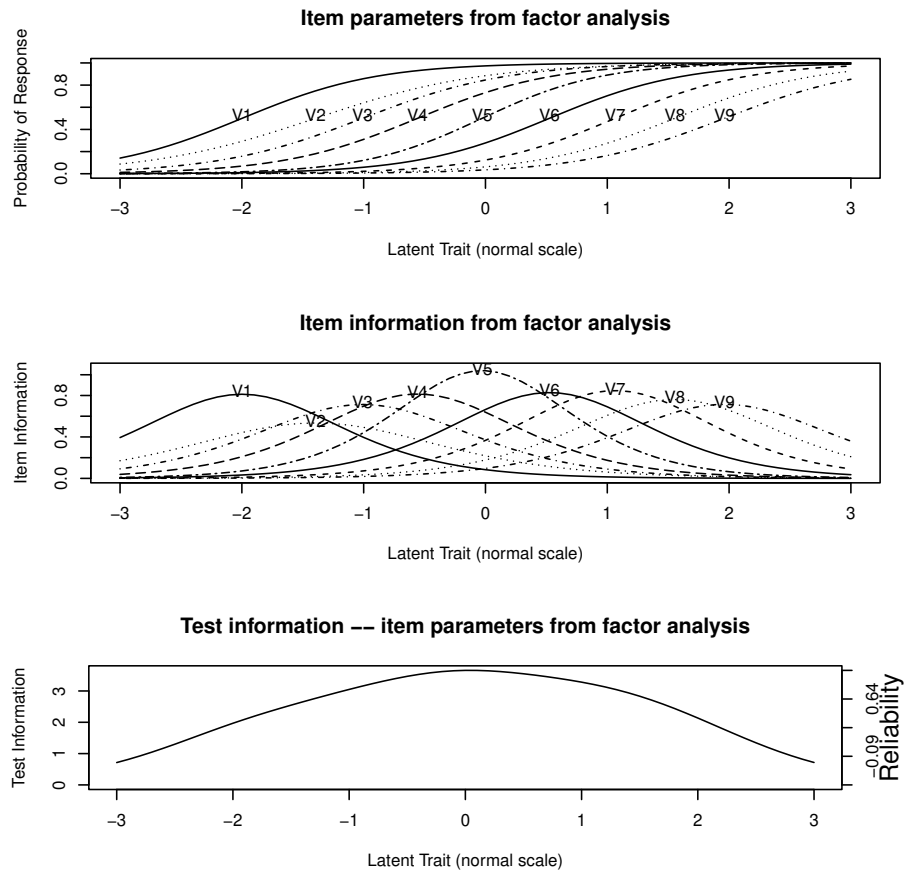 Item parameters from factor analysis
Probability of Response
0.0 0.4 0.8
V1 V2 V3 V4 V5 V6 V7 V8 V9
−3 −2 −1 0 1 2 3
Latent Trait (normal scale)
Item information from factor analysis
Item Information
0.0 0.4 0.8
V1 V2 V3 V4 V5 V6 V7 V8 V9
−3 −2 −1 0 1 2 3
Latent Trait (normal scale)
Test information −− item parameters from factor analysis
Test Information
0 1 2 3
−0.09 0.64
Reliability
−3 −2 −1 0 1 2 3
Latent Trait (normal scale)